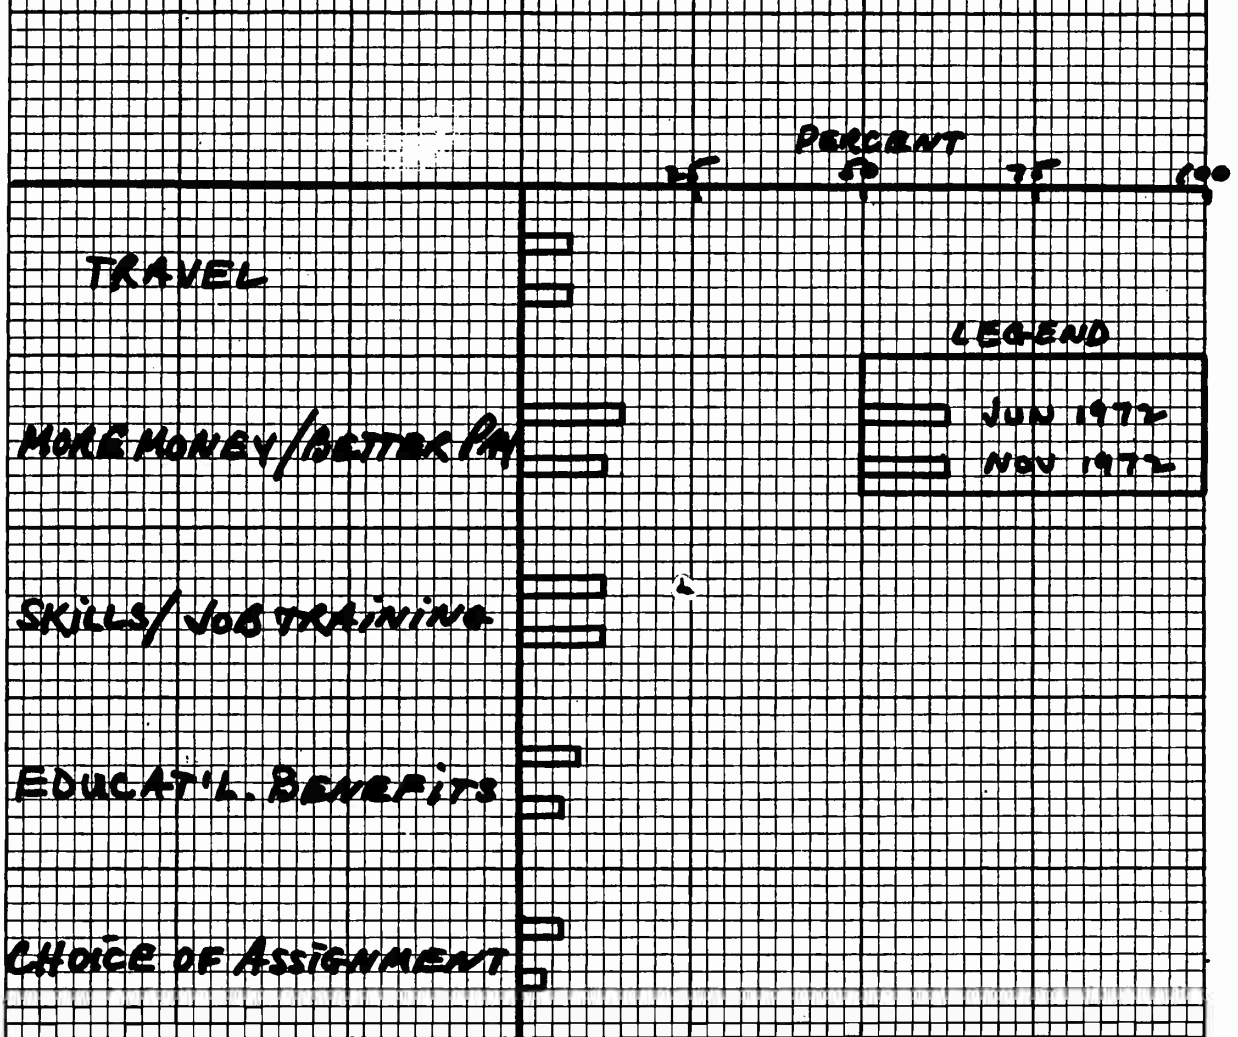 PERCENT
25 50 75 100
TRAVEL
LEGEND
JUN 1972
MORE MONEY/BETTER PAY
NOV 1972
SKILLS/JOB TRAINING
EDUCAT'L. BENEFITS
CHOICE OF ASSIGNMENT